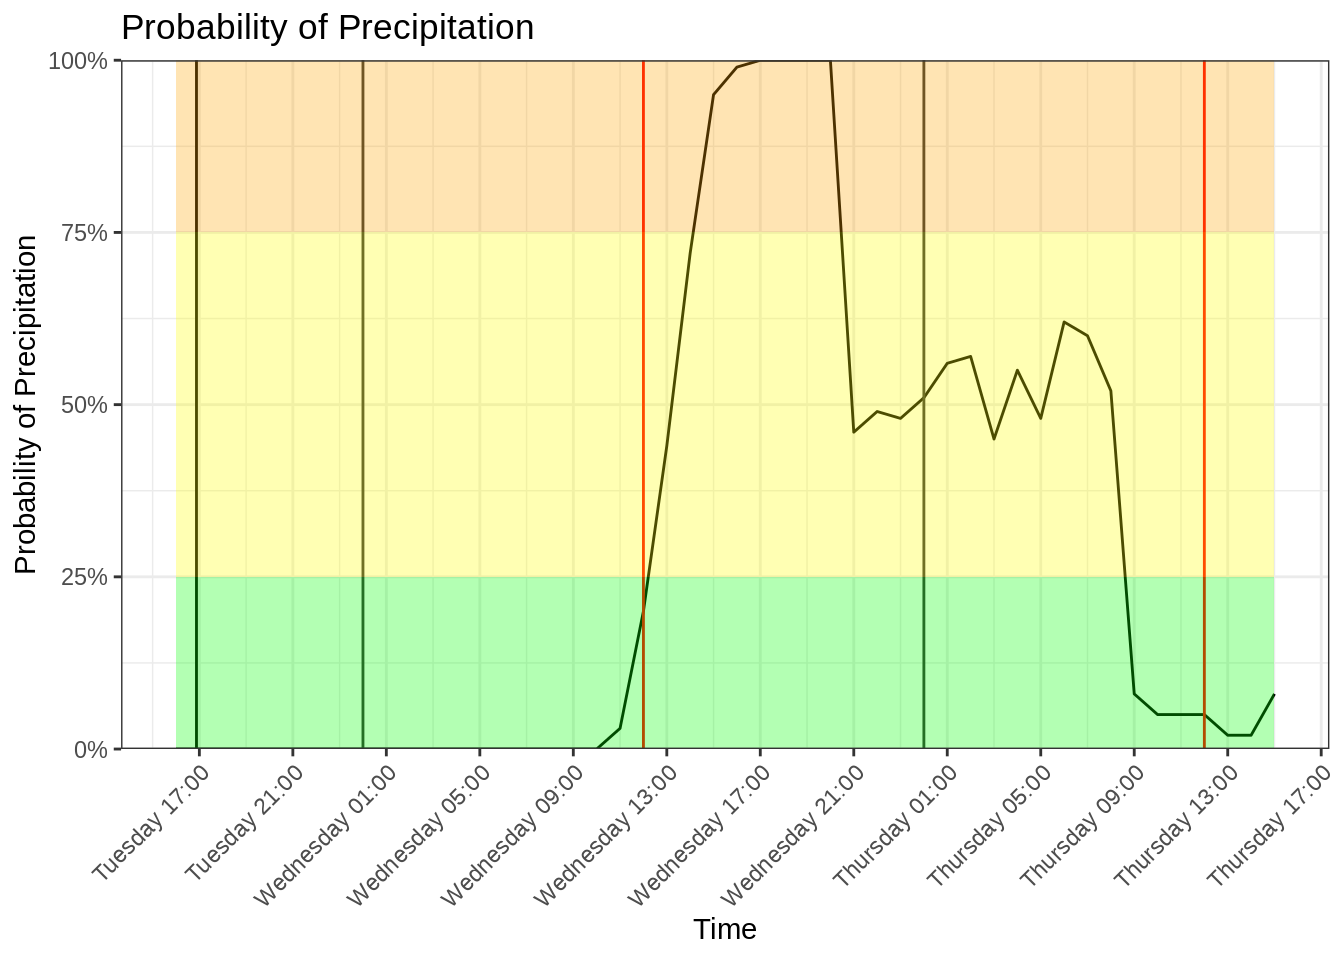 Probability of Precipitation
100%
75%
50%
25%
0%
Probability of Precipitation
Tuesday 17:00
Tuesday 21:00
Wednesday 01:00
Wednesday 05:00
Wednesday 09:00
Wednesday 13:00
Wednesday 17:00
Wednesday 21:00
Thursday 01:00
Thursday 05:00
Thursday 09:00
Thursday 13:00
Thursday 17:00
Time